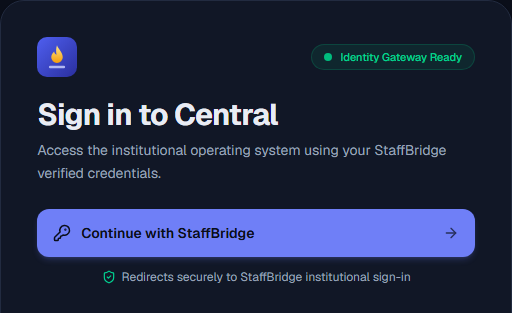 Identity Gateway Ready
Sign in to Central
Access the institutional operating system using your StaffBridge
verified credentials.
Continue with StaffBridge
Redirects securely to StaffBridge institutional sign-in